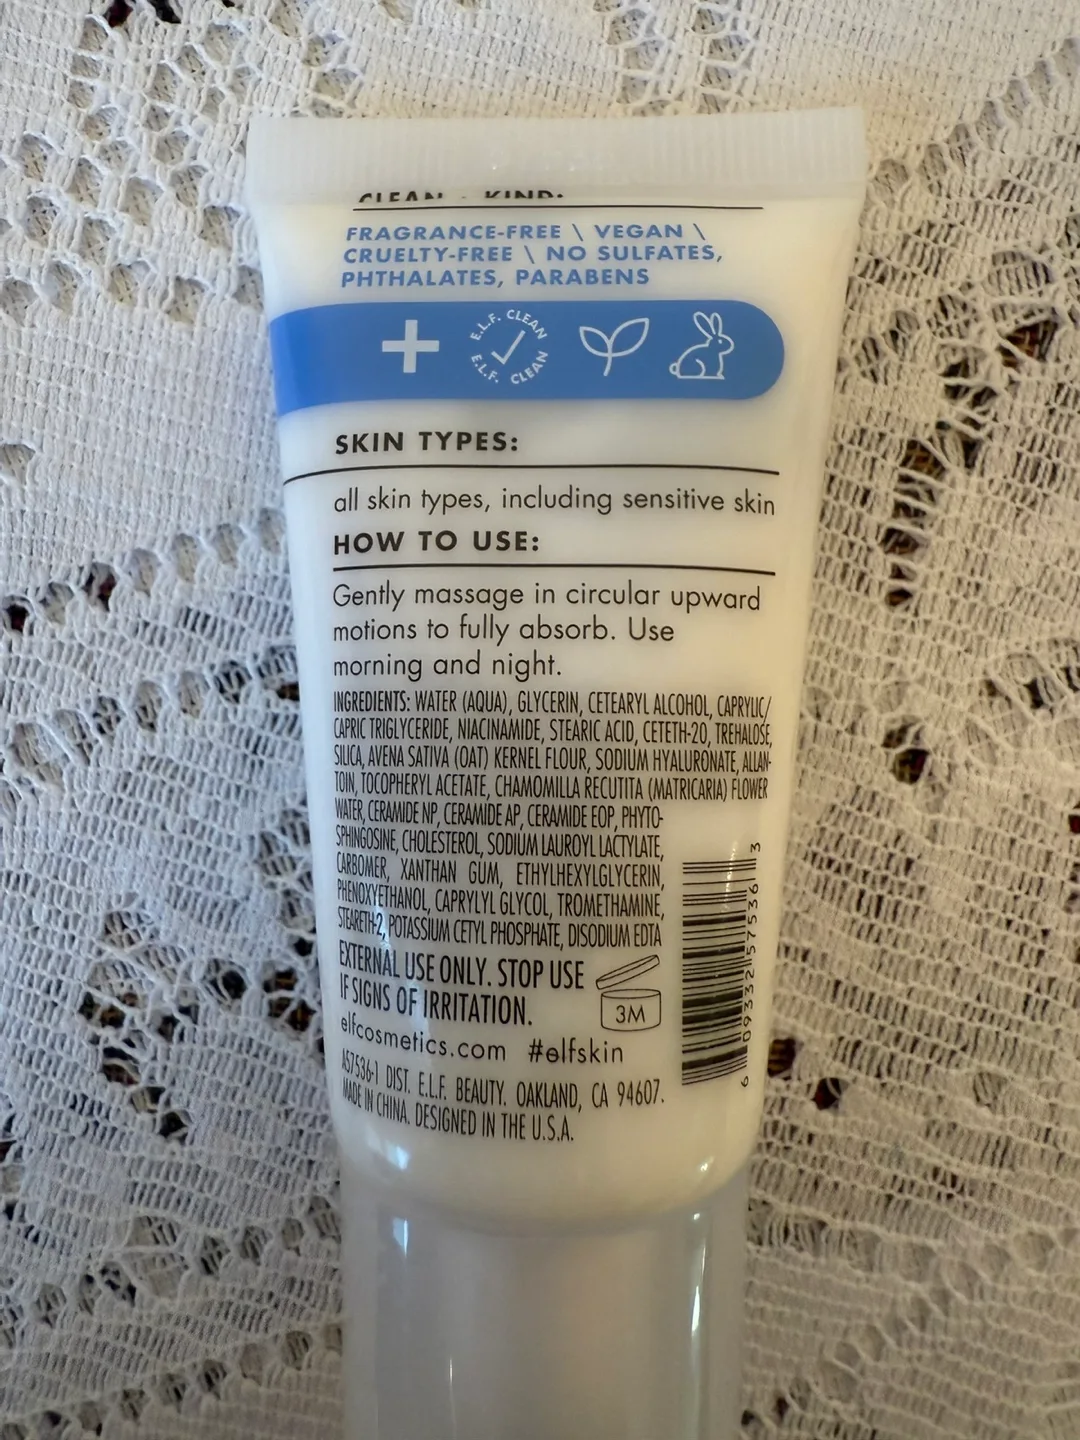 CLEAN + KIND:
FRAGRANCE-FREE \ VEGAN \
CRUELTY-FREE \ NO SULFATES,
PHTHALATES, PARABENS
E.L.F. CLEAN
E.L.F. CLEAN
SKIN TYPES:
all skin types, including sensitive skin
HOW TO USE:
Gently massage in circular upward
motions to fully absorb. Use
morning and night.
INGREDIENTS: WATER (AQUA), GLYCERIN, CETEARYL ALCOHOL, CAPRYLIC/
CAPRIC TRIGLYCERIDE, NIACINAMIDE, STEARIC ACID, CETETH-20, TREHALOSE,
SILICA, AVENA SATIVA (OAT) KERNEL FLOUR, SODIUM HYALURONATE, ALLAN-
TOIN, TOCOPHERYL ACETATE, CHAMOMILLA RECUTITA (MATRICARIA) FLOWER
WATER, CERAMIDE NP, CERAMIDE AP, CERAMIDE EOP, PHYTO-
SPHINGOSINE, CHOLESTEROL, SODIUM LAUROYL LACTYLATE,
CARBOMER, XANTHAN GUM, ETHYLHEXYLGLYCERIN,
PHENOXYETHANOL, CAPRYLYL GLYCOL, TROMETHAMINE,
STEARETH-2, POTASSIUM CETYL PHOSPHATE, DISODIUM EDTA
EXTERNAL USE ONLY. STOP USE
IF SIGNS OF IRRITATION.
3M
elfcosmetics.com #elfskin
A57536-1 DIST. E.L.F. BEAUTY. OAKLAND, CA 94607.
MADE IN CHINA. DESIGNED IN THE U.S.A.
6 09332 57536 3